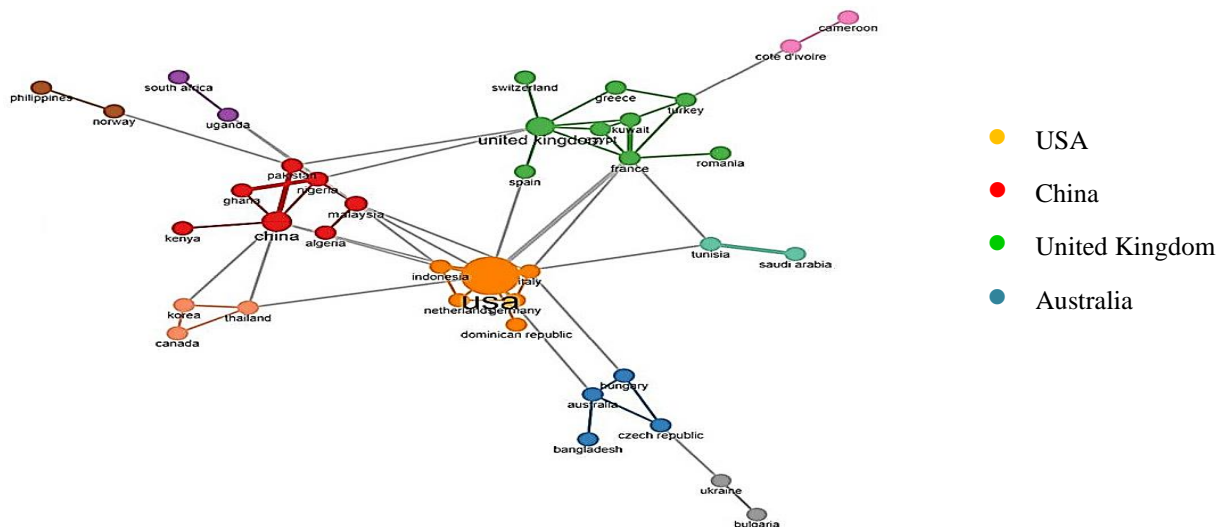 cameroon
cote d'ivoire
south africa
switzerland
greece
philippines
turkey
norway
uganda
kuwait
united kingdom
france
romania
pakistan
spain
nigeria
ghana
malaysia
kenya
china
algeria
tunisia
saudi arabia
indonesia
italy
usa
netherlands
germany
korea
thailand
dominican republic
canada
hungary
australia
czech republic
bangladesh
ukraine
bulgaria
USA
China
United Kingdom
Australia